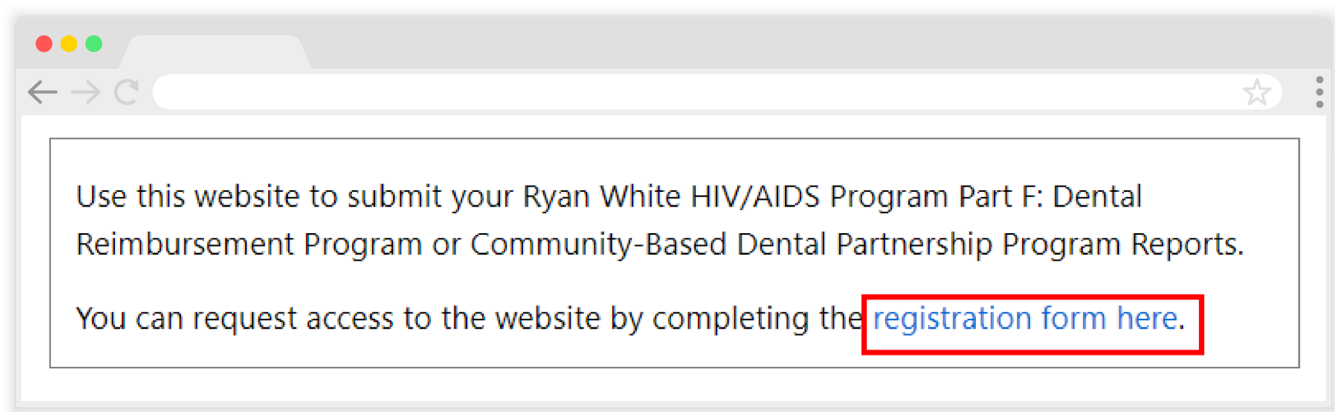 Use this website to submit your Ryan White HIV/AIDS Program Part F: Dental
Reimbursement Program or Community-Based Dental Partnership Program Reports.
You can request access to the website by completing the registration form here.